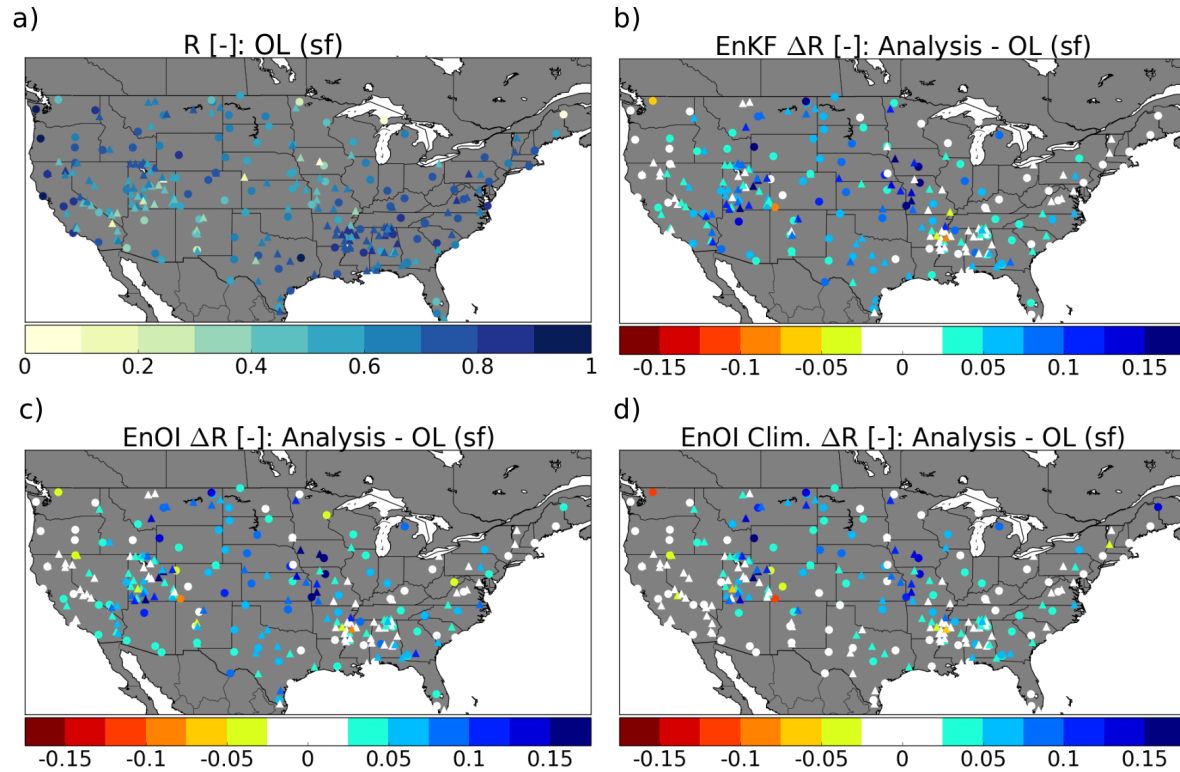 a)
R [-]: OL (sf)
0 0.2 0.4 0.6 0.8 1
b)
EnKF ΔR [-]: Analysis - OL (sf)
-0.15 -0.1 -0.05 0 0.05 0.1 0.15
c)
EnOI ΔR [-]: Analysis - OL (sf)
-0.15 -0.1 -0.05 0 0.05 0.1 0.15
d)
EnOI Clim. ΔR [-]: Analysis - OL (sf)
-0.15 -0.1 -0.05 0 0.05 0.1 0.15